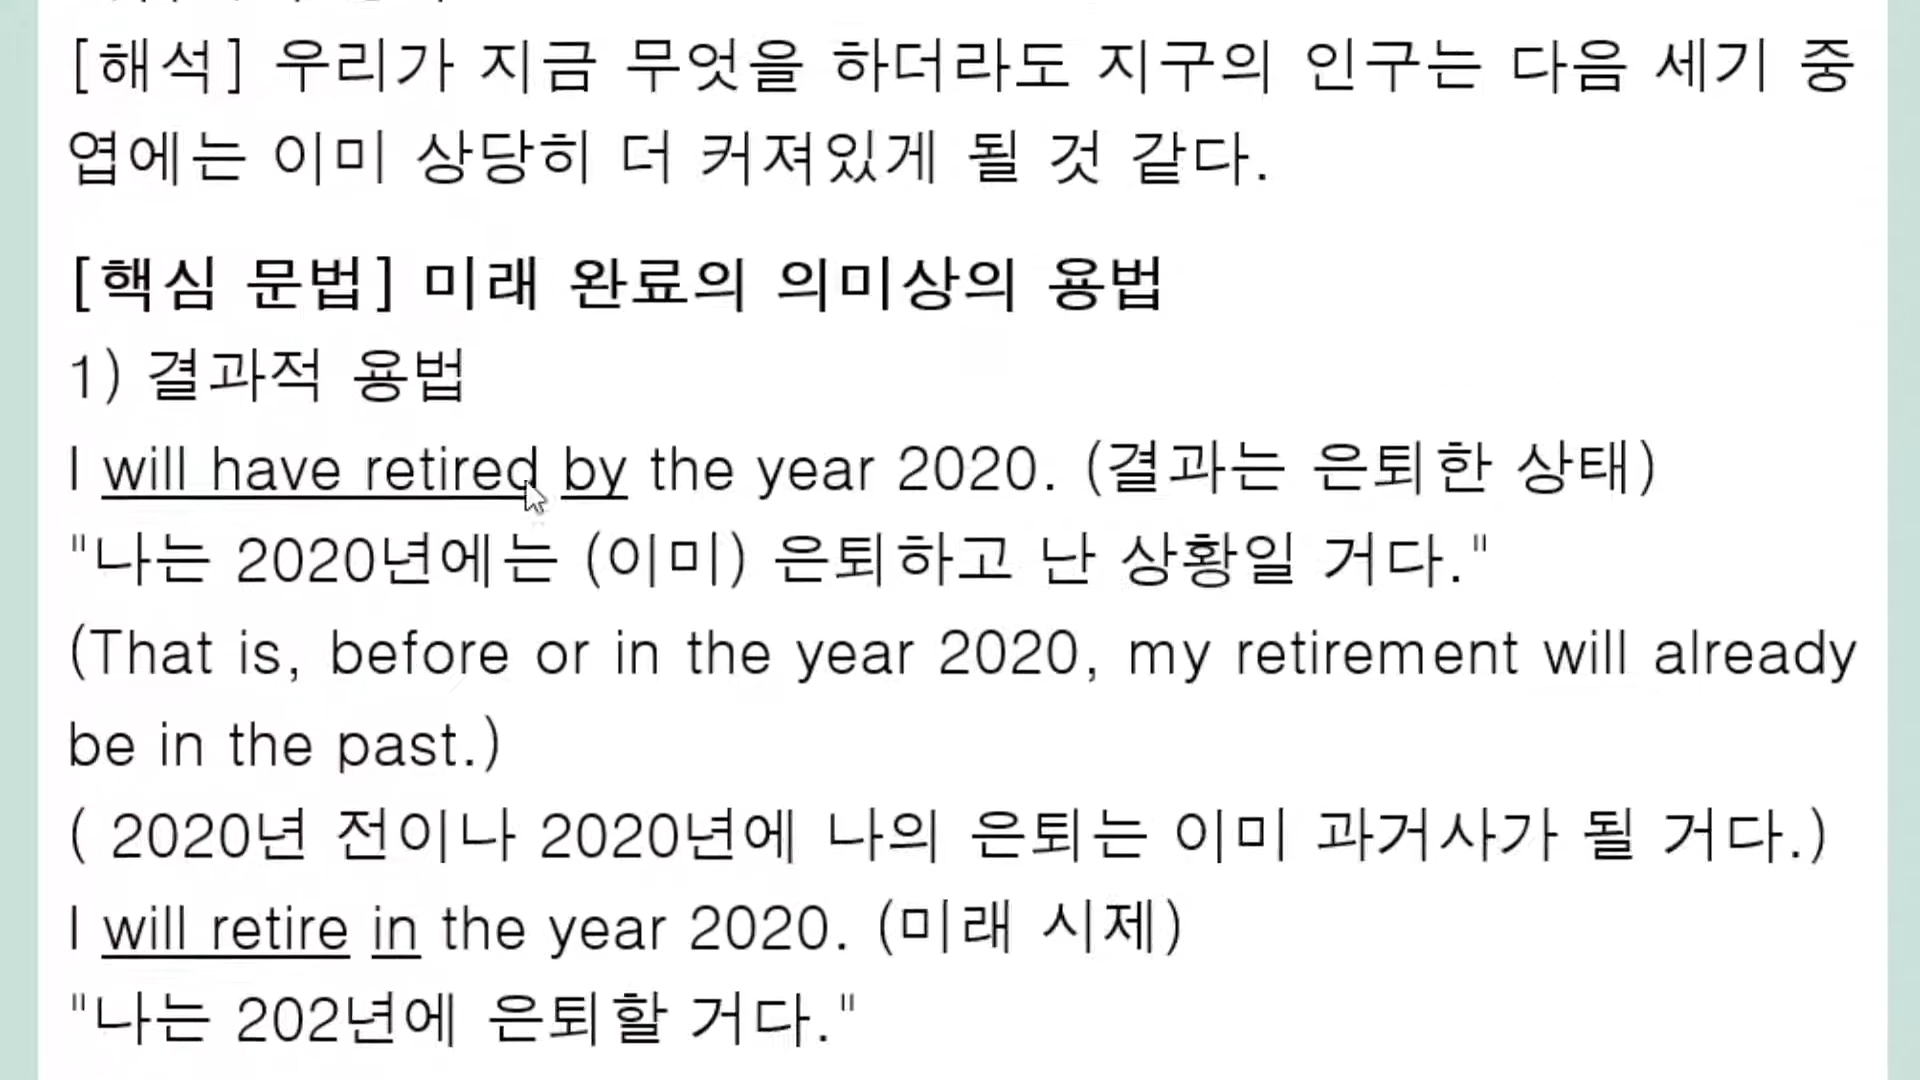 [해석] 우리가 지금 무엇을 하더라도 지구의 인구는 다음 세기 중
엽에는 이미 상당히 더 커져있게 될 것 같다.
[핵심 문법] 미래 완료의 의미상의 용법
1) 결과적 용법
I will have retired by the year 2020. (결과는 은퇴한 상태)
"나는 2020년에는 (이미) 은퇴하고 난 상황일 거다."
(That is, before or in the year 2020, my retirement will already
be in the past.)
( 2020년 전이나 2020년에 나의 은퇴는 이미 과거사가 될 거다.)
I will retire in the year 2020. (미래 시제)
"나는 202년에 은퇴할 거다."